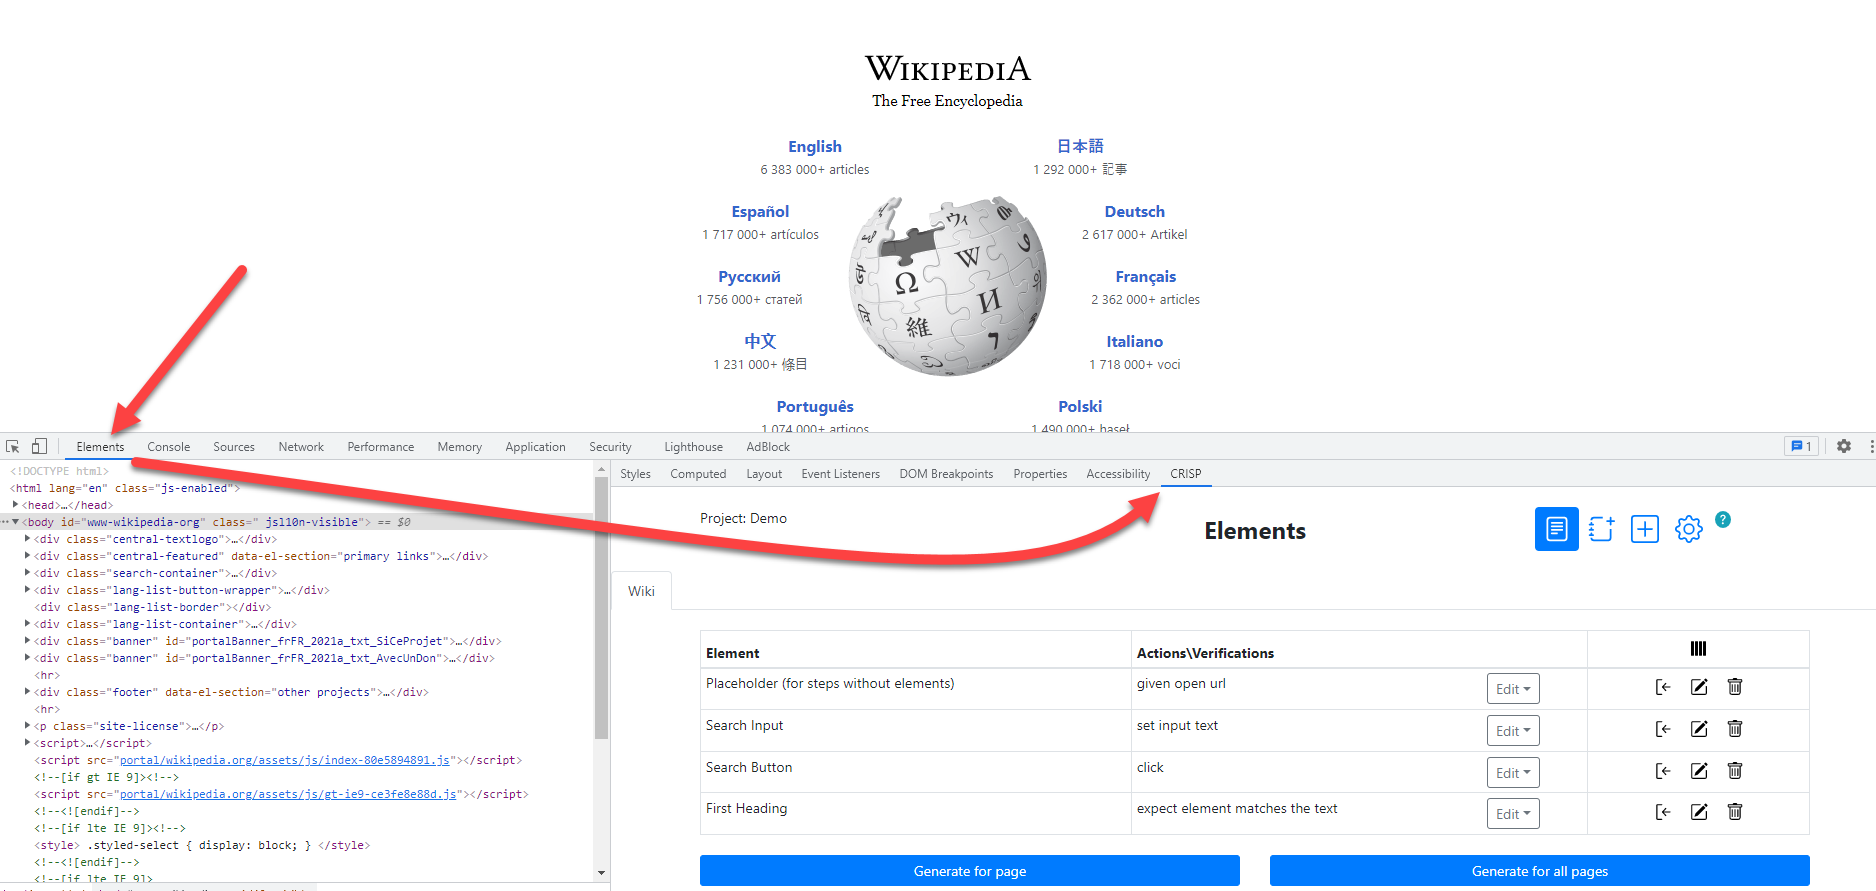 WIKIPEDIA
The Free Encyclopedia
English
6 383 000+ articles
日本語
1 292 000+ 記事
Español
1 717 000+ artículos
Deutsch
2 617 000+ Artikel
Русский
1 756 000+ статей
Français
2 362 000+ articles
中文
1 231 000+ 條目
Italiano
1 718 000+ voci
Português
1 074 000+ artigos
Polski
1 490 000+ haseł
Ω W И 維 ウィ
Elements Console Sources Network Performance Memory Application Security Lighthouse AdBlock 1
<!DOCTYPE html>
<html lang="en" class="js-enabled">
<head>…</head>
<body id="www-wikipedia-org" class=" jsl10n-visible"> == $0
<div class="central-textlogo">…</div>
<div class="central-featured" data-el-section="primary links">…</div>
<div class="search-container">…</div>
<div class="lang-list-button-wrapper">…</div>
<div class="lang-list-border"></div>
<div class="lang-list-container">…</div>
<div class="banner" id="portalBanner_frFR_2021a_txt_SiCeProjet">…</div>
<div class="banner" id="portalBanner_frFR_2021a_txt_AvecUnDon">…</div>
<hr>
<div class="footer" data-el-section="other projects">…</div>
<hr>
<p class="site-license">…</p>
<script>…</script>
<script src="portal/wikipedia.org/assets/js/index-80e5894891.js"></script>
<!--[if gt IE 9]><!-->
<script src="portal/wikipedia.org/assets/js/gt-ie9-ce3fe8e88d.js"></script>
<!--<![endif]-->
<!--[if lte IE 9]><!-->
<style> .styled-select { display: block; } </style>
<!--<![endif]-->
<!--[if lte IE 9]>
Styles Computed Layout Event Listeners DOM Breakpoints Properties Accessibility CRISP
Project: Demo
Elements
?
Wiki
Element Actions\Verifications
Placeholder (for steps without elements) given open url Edit
Search Input set input text Edit
Search Button click Edit
First Heading expect element matches the text Edit
Generate for page Generate for all pages